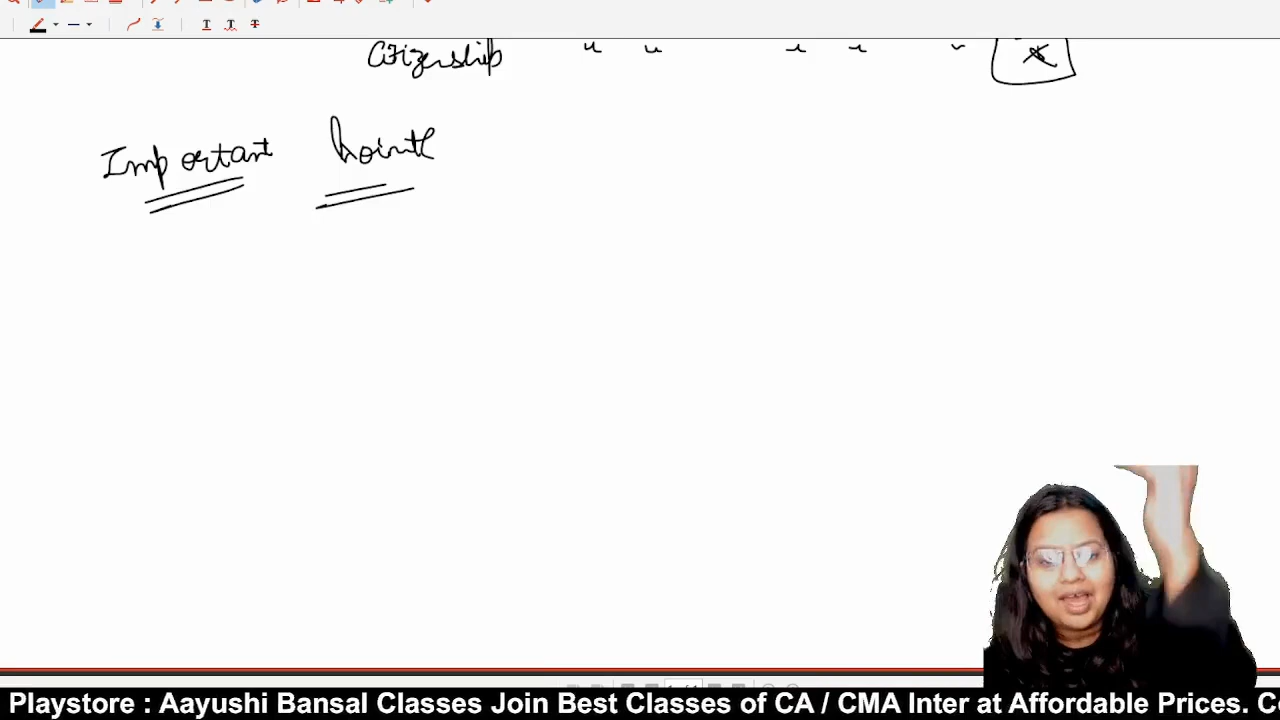 Citizenship " " " " "
Important Points
Playstore : Aayushi Bansal Classes Join Best Classes of CA / CMA Inter at Affordable Prices. C